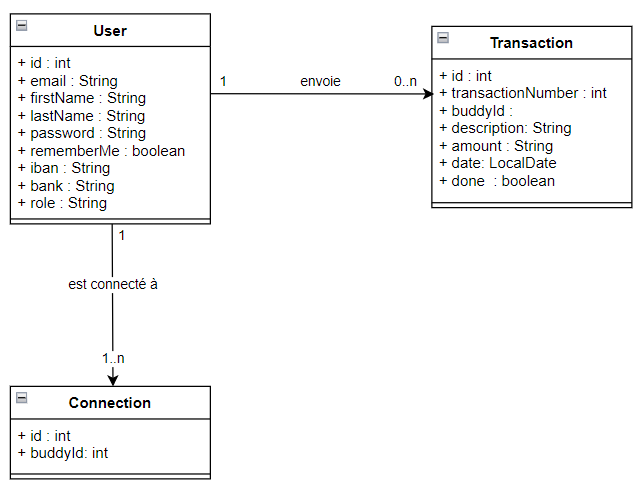 User
+ id : int
+ email : String
+ firstName : String
+ lastName : String
+ password : String
+ rememberMe : boolean
+ iban : String
+ bank : String
+ role : String
1 envoie 0..n
Transaction
+ id : int
+ transactionNumber : int
+ buddyId :
+ description: String
+ amount : String
+ date: LocalDate
+ done : boolean
1
est connecté à
1..n
Connection
+ id : int
+ buddyId: int